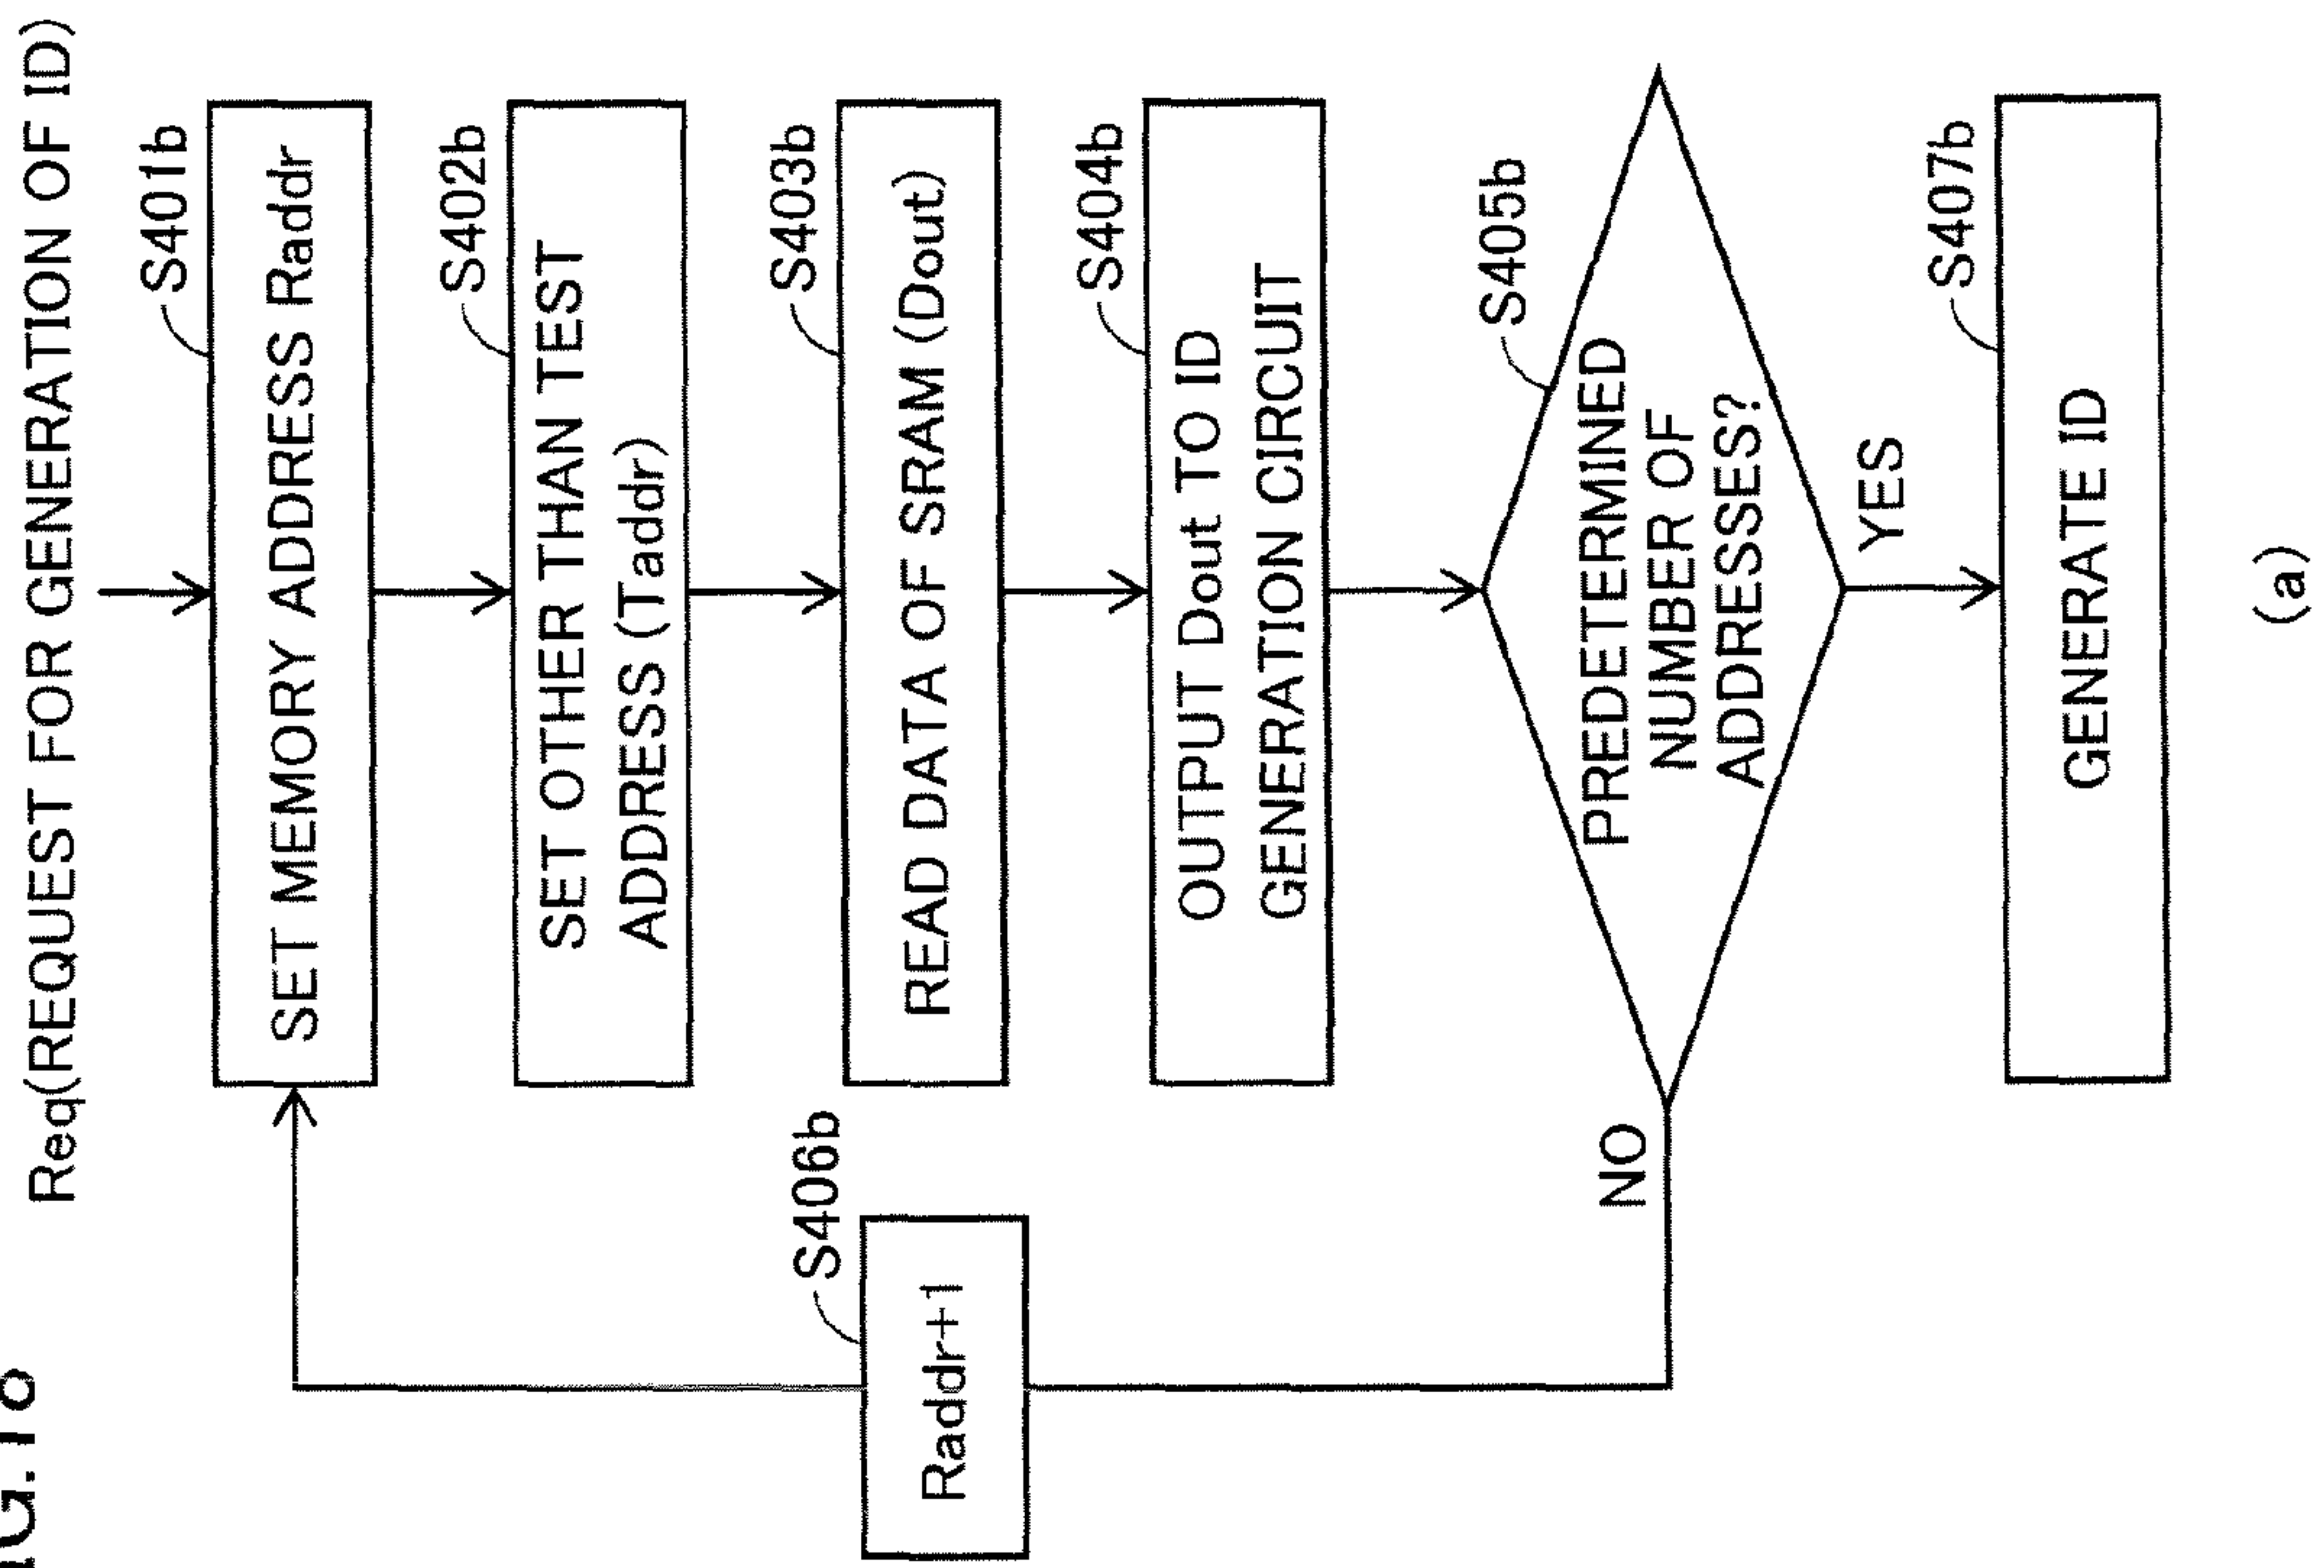 Req(REQUEST FOR GENERATION OF ID)
S401b
SET MEMORY ADDRESS Raddr
S402b
SET OTHER THAN TEST
ADDRESS (Taddr)
S403b
READ DATA OF SRAM (Dout)
S404b
OUTPUT Dout TO ID
GENERATION CIRCUIT
S405b
PREDETERMINED
NUMBER OF
ADDRESSES?
NO
S406b
Raddr+1
YES
S407b
GENERATE ID
(a)